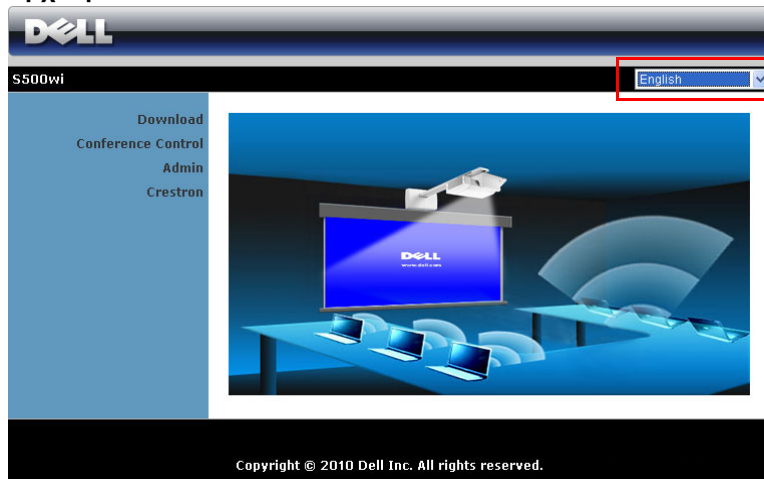 DELL
S500wi
English
Download
Conference Control
Admin
Crestron
DELL
www.dell.com
Copyright © 2010 Dell Inc. All rights reserved.